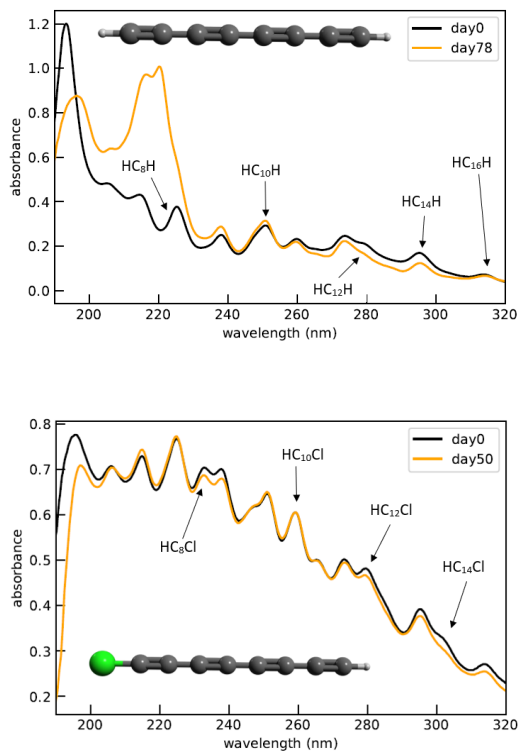 day0
day78
1.2
1.0
0.8
0.6
0.4
0.2
0.0
absorbance
HC₈H
HC₁₀H
HC₁₂H
HC₁₄H
HC₁₆H
200 220 240 260 280 300 320
wavelength (nm)
day0
day50
0.8
0.7
0.6
0.5
0.4
0.3
0.2
absorbance
HC₈Cl
HC₁₀Cl
HC₁₂Cl
HC₁₄Cl
200 220 240 260 280 300 320
wavelength (nm)